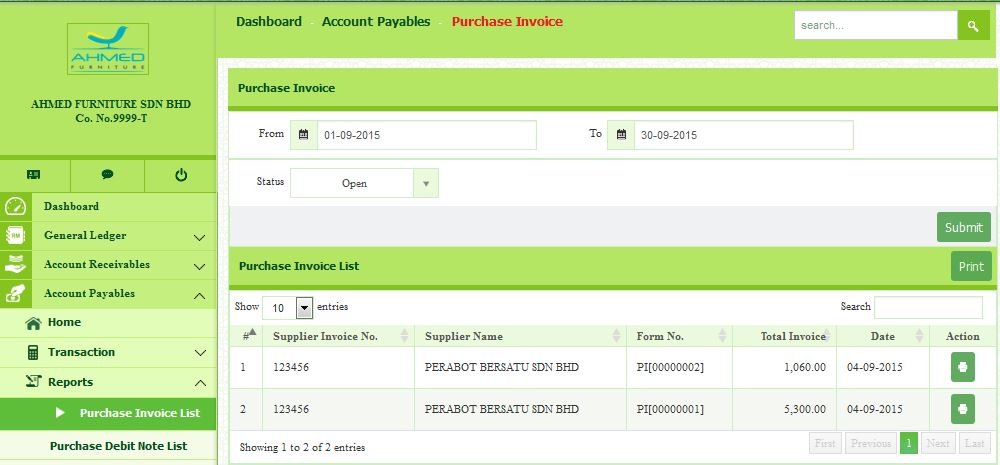 Dashboard - Account Payables - Purchase Invoice
search...
AHMED
FURNITURE
AHMED FURNITURE SDN BHD
Co. No.9999-T
Dashboard
RM General Ledger
Account Receivables
Account Payables
Home
Transaction
Reports
Purchase Invoice List
Purchase Debit Note List
Purchase Invoice
From 01-09-2015 To 30-09-2015
Status Open
Submit
Purchase Invoice List Print
Show 10 entries Search
# Supplier Invoice No. Supplier Name Form No. Total Invoice Date Action
1 123456 PERABOT BERSATU SDN BHD PI[00000002] 1,060.00 04-09-2015
2 123456 PERABOT BERSATU SDN BHD PI[00000001] 5,300.00 04-09-2015
Showing 1 to 2 of 2 entries First Previous 1 Next Last